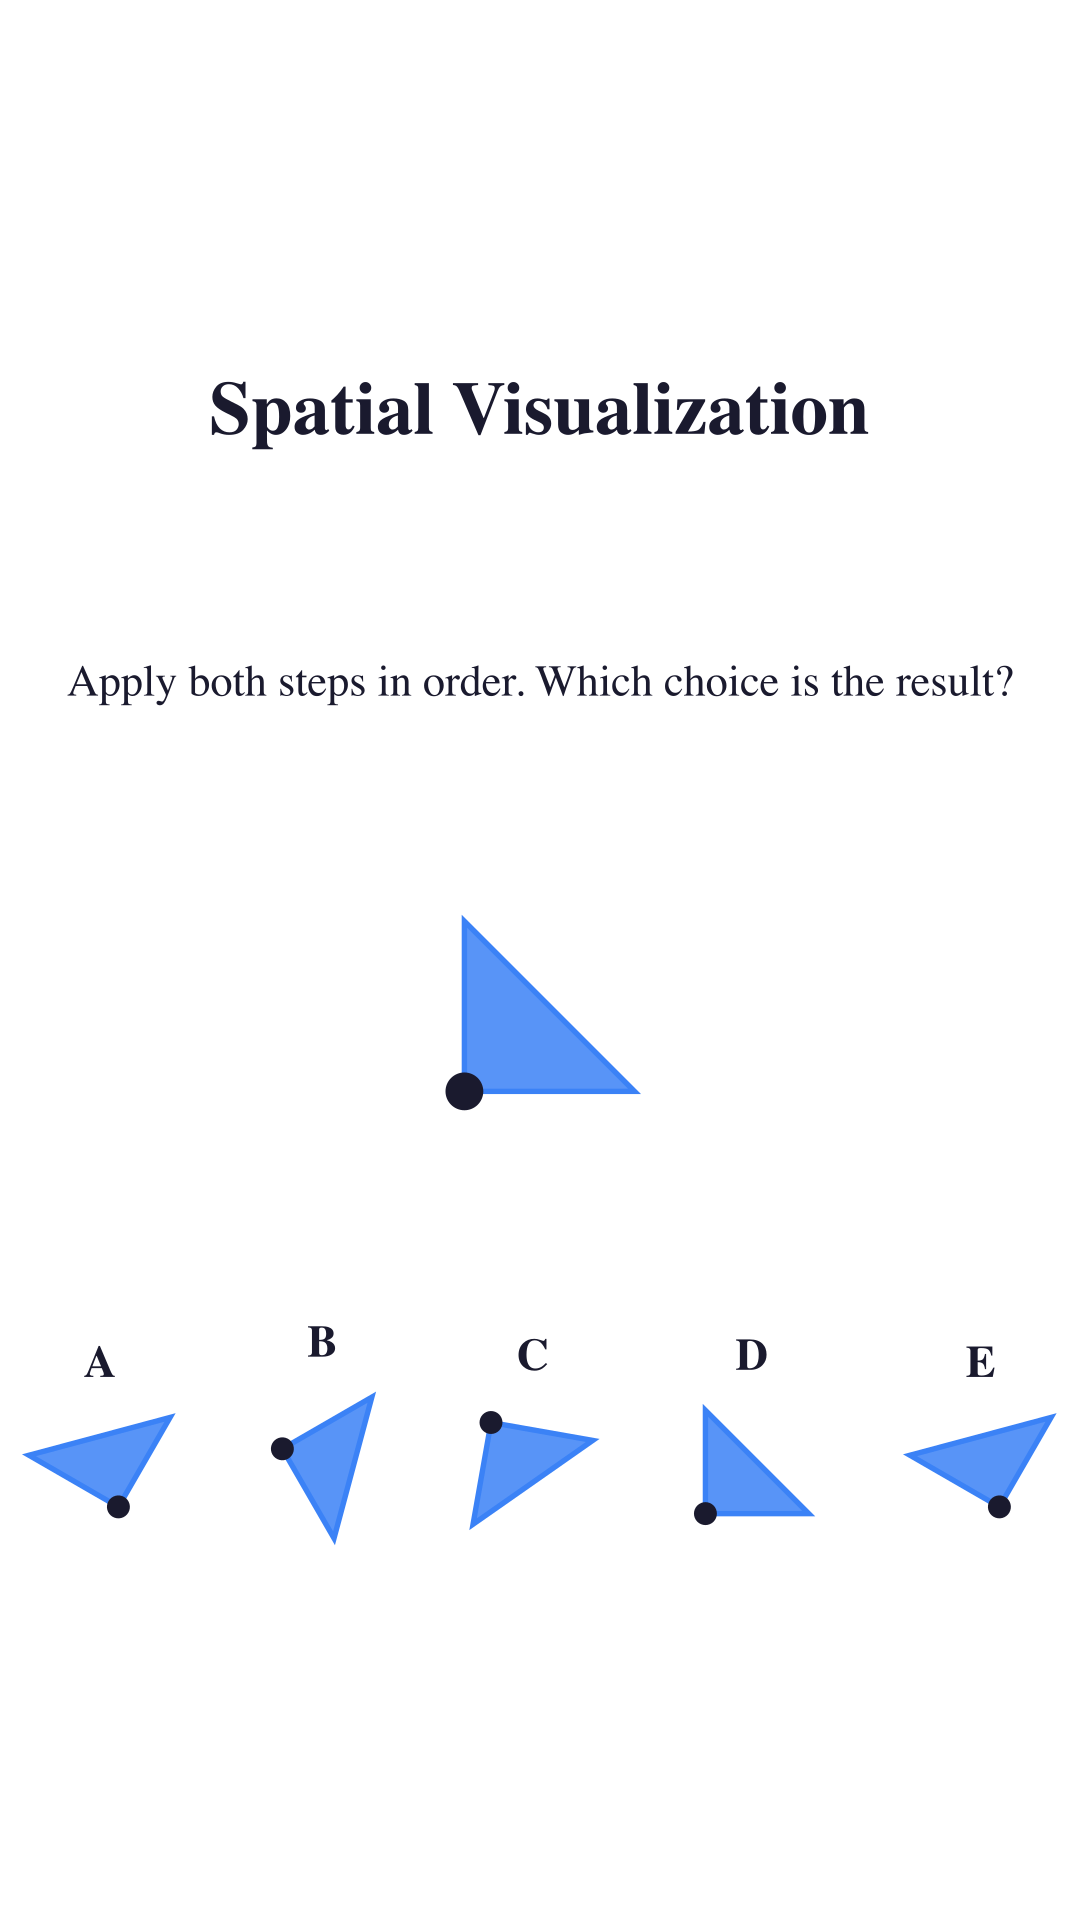 Spatial Visualization
Apply both steps in order. Which choice is the result?
A
B
C
D
E